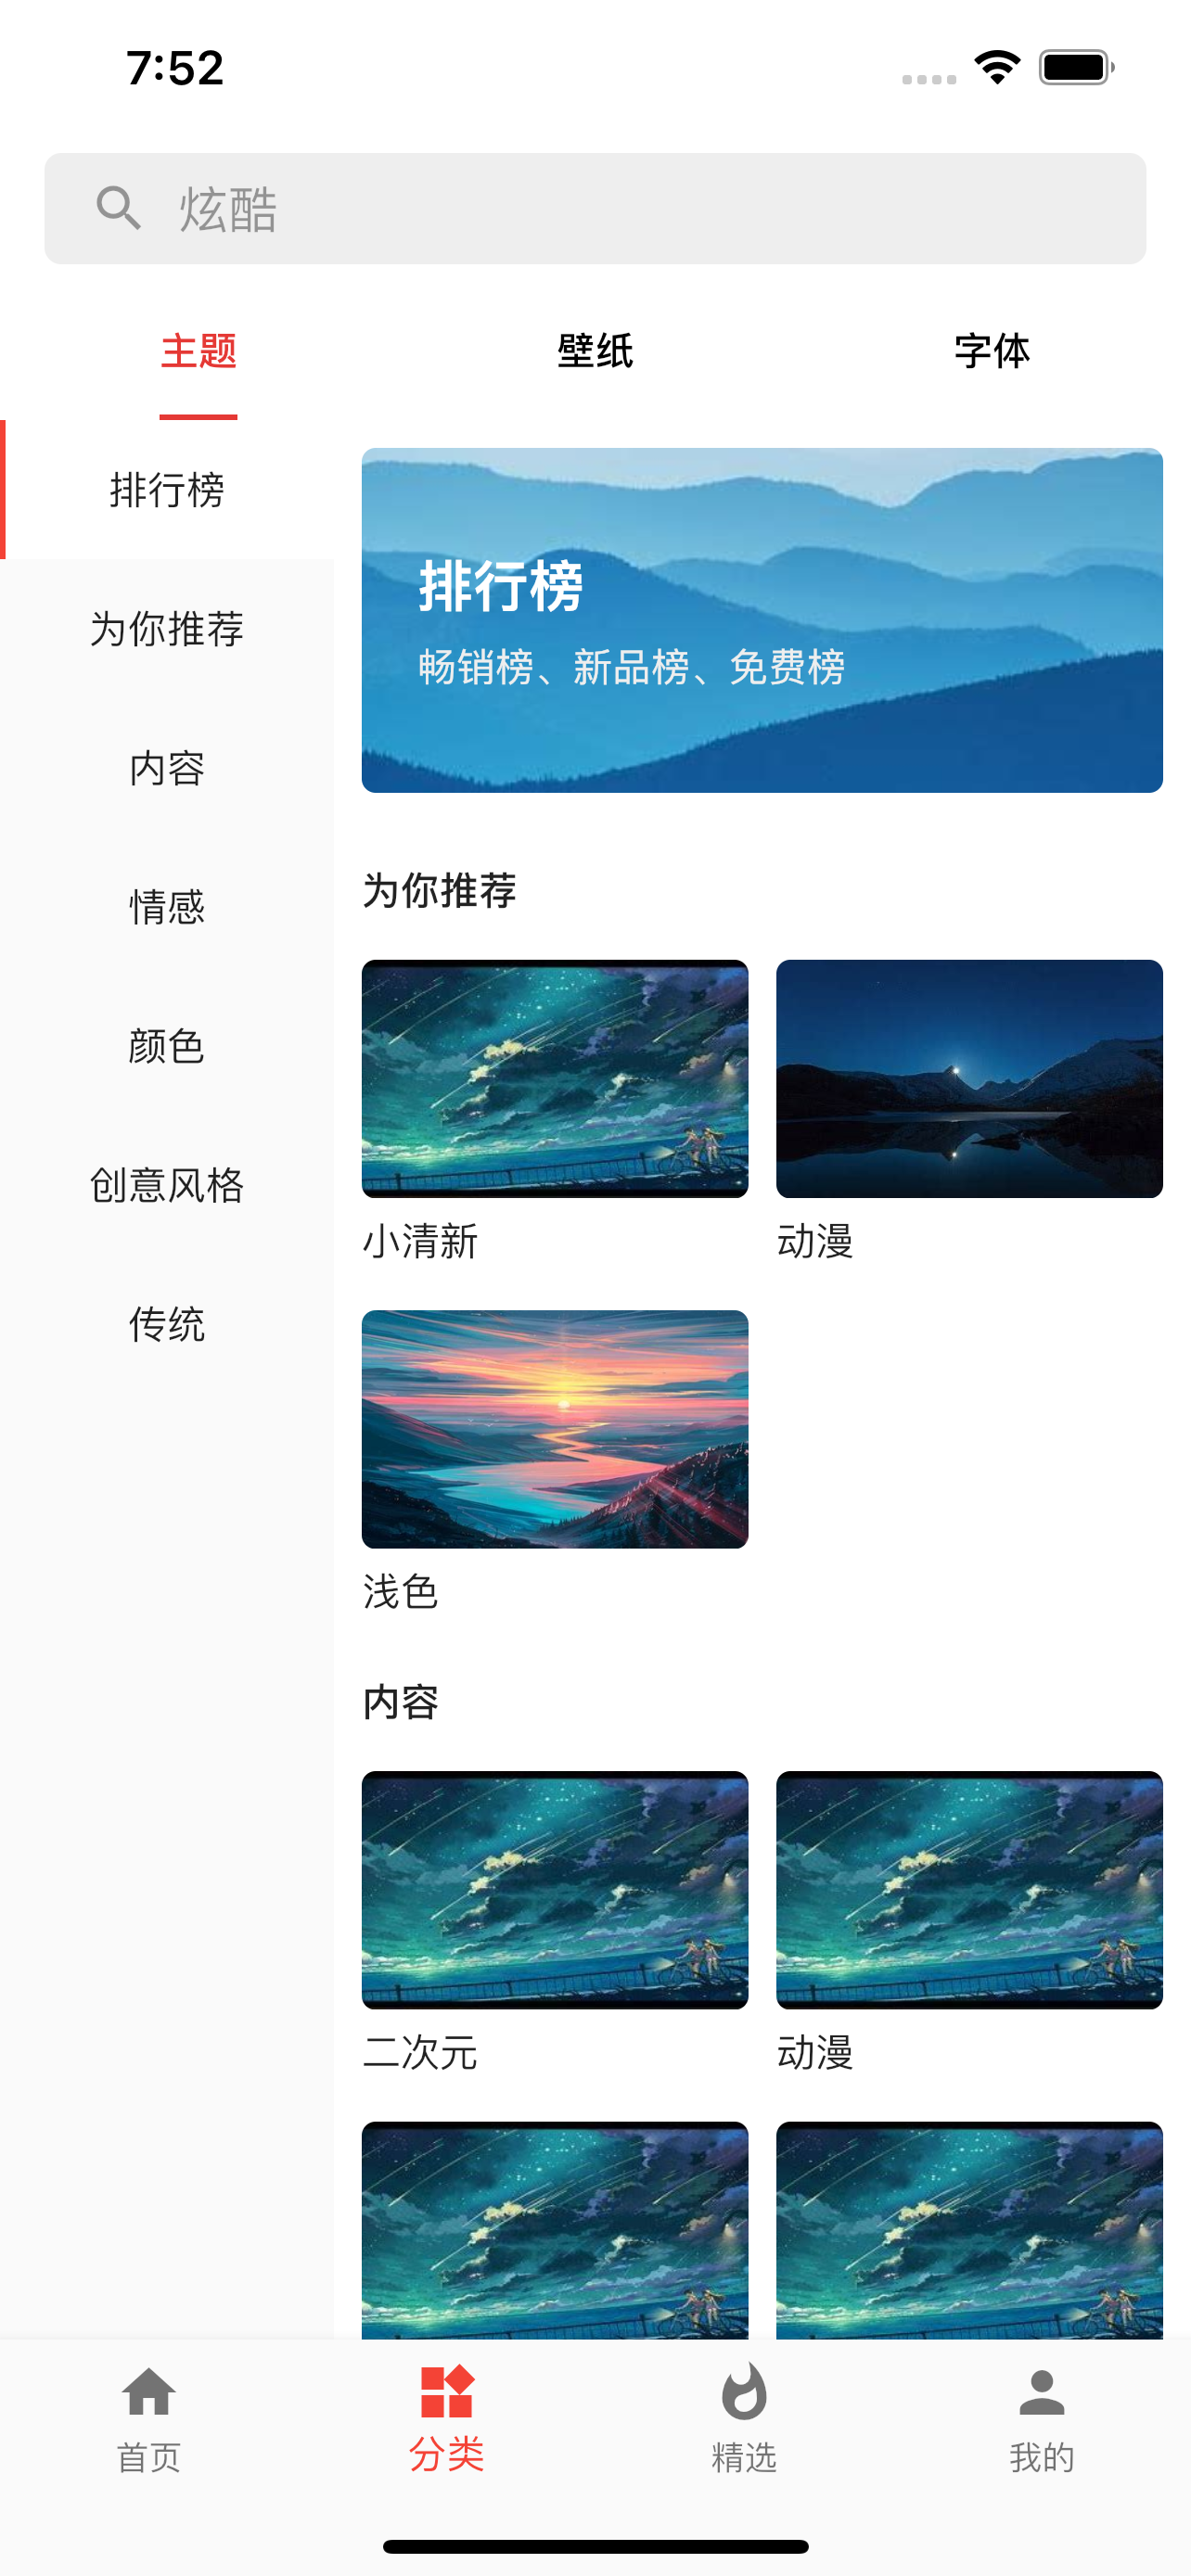 7:52
炫酷
主题 壁纸 字体
排行榜
为你推荐
内容
情感
颜色
创意风格
传统
排行榜
畅销榜、新品榜、免费榜
为你推荐
小清新 动漫
浅色
内容
二次元 动漫
首页 分类 精选 我的